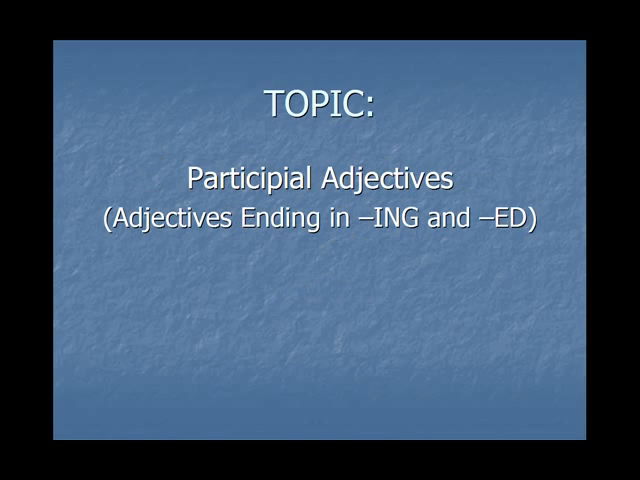 TOPIC:
Participial Adjectives
(Adjectives Ending in –ING and –ED)